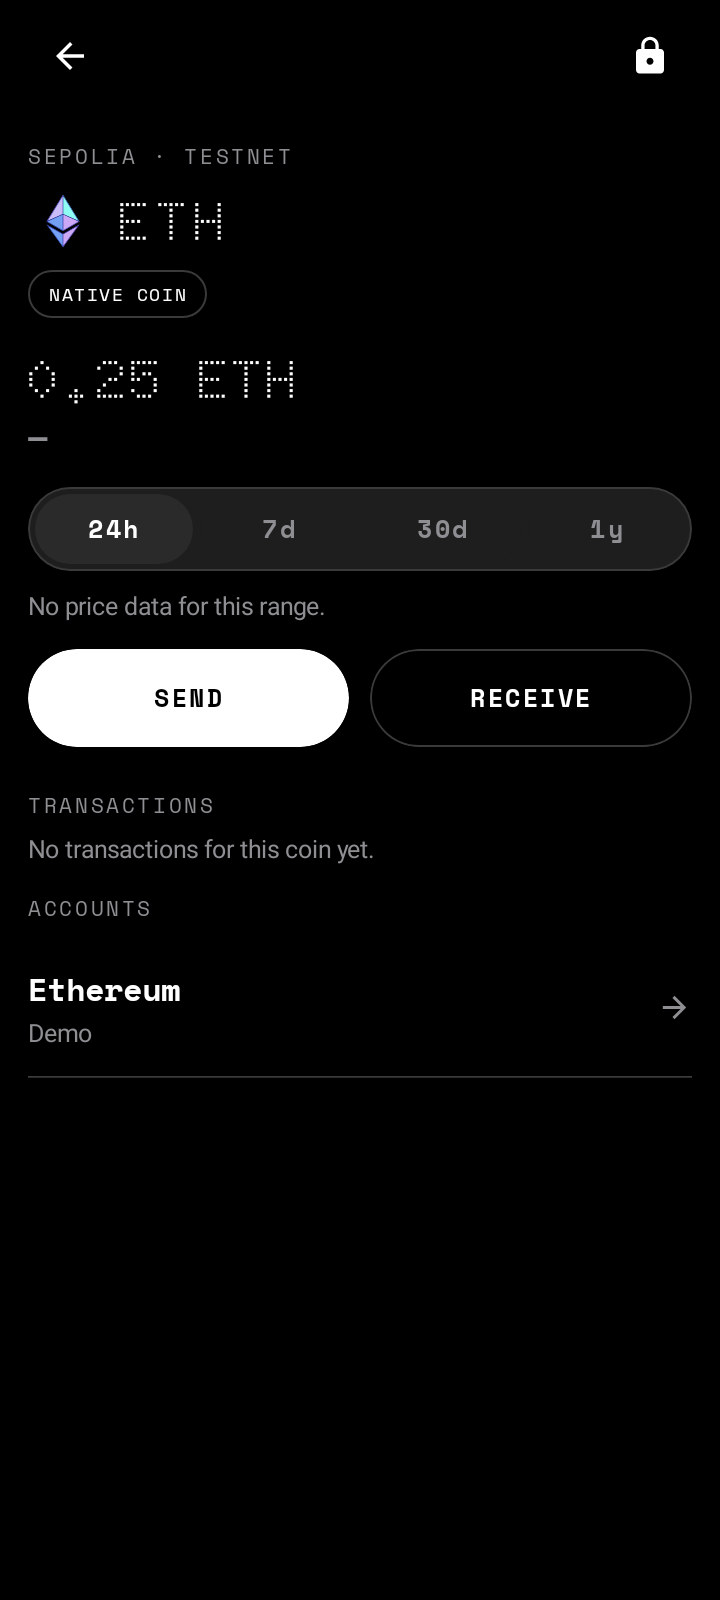 SEPOLIA · TESTNET
ETH
NATIVE COIN
0,25 ETH
—
24h 7d 30d 1y
No price data for this range.
SEND RECEIVE
TRANSACTIONS
No transactions for this coin yet.
ACCOUNTS
Ethereum
Demo